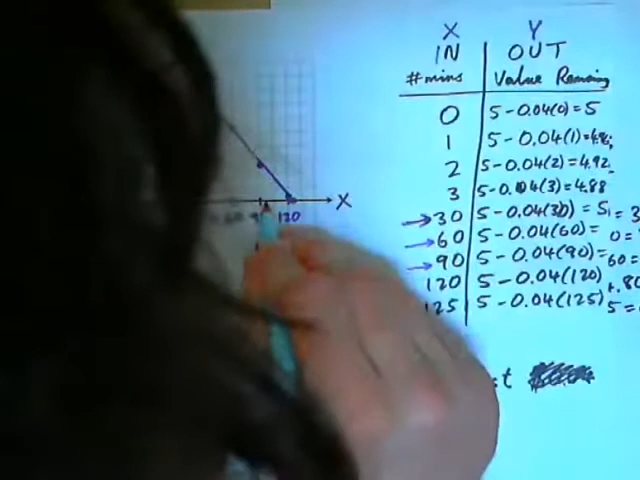 X Y
IN OUT
#mins Value Remaining
0 5-0.04(0)=5
1 5-0.04(1)=4.96
2 5-0.04(2)=4.92
3 5-0.04(3)=4.88
30 5-0.04(30)=
60 5-0.04(60)=
90 5-0.04(90)=
120 5-0.04(120)
125 5-0.04(125)
X
120